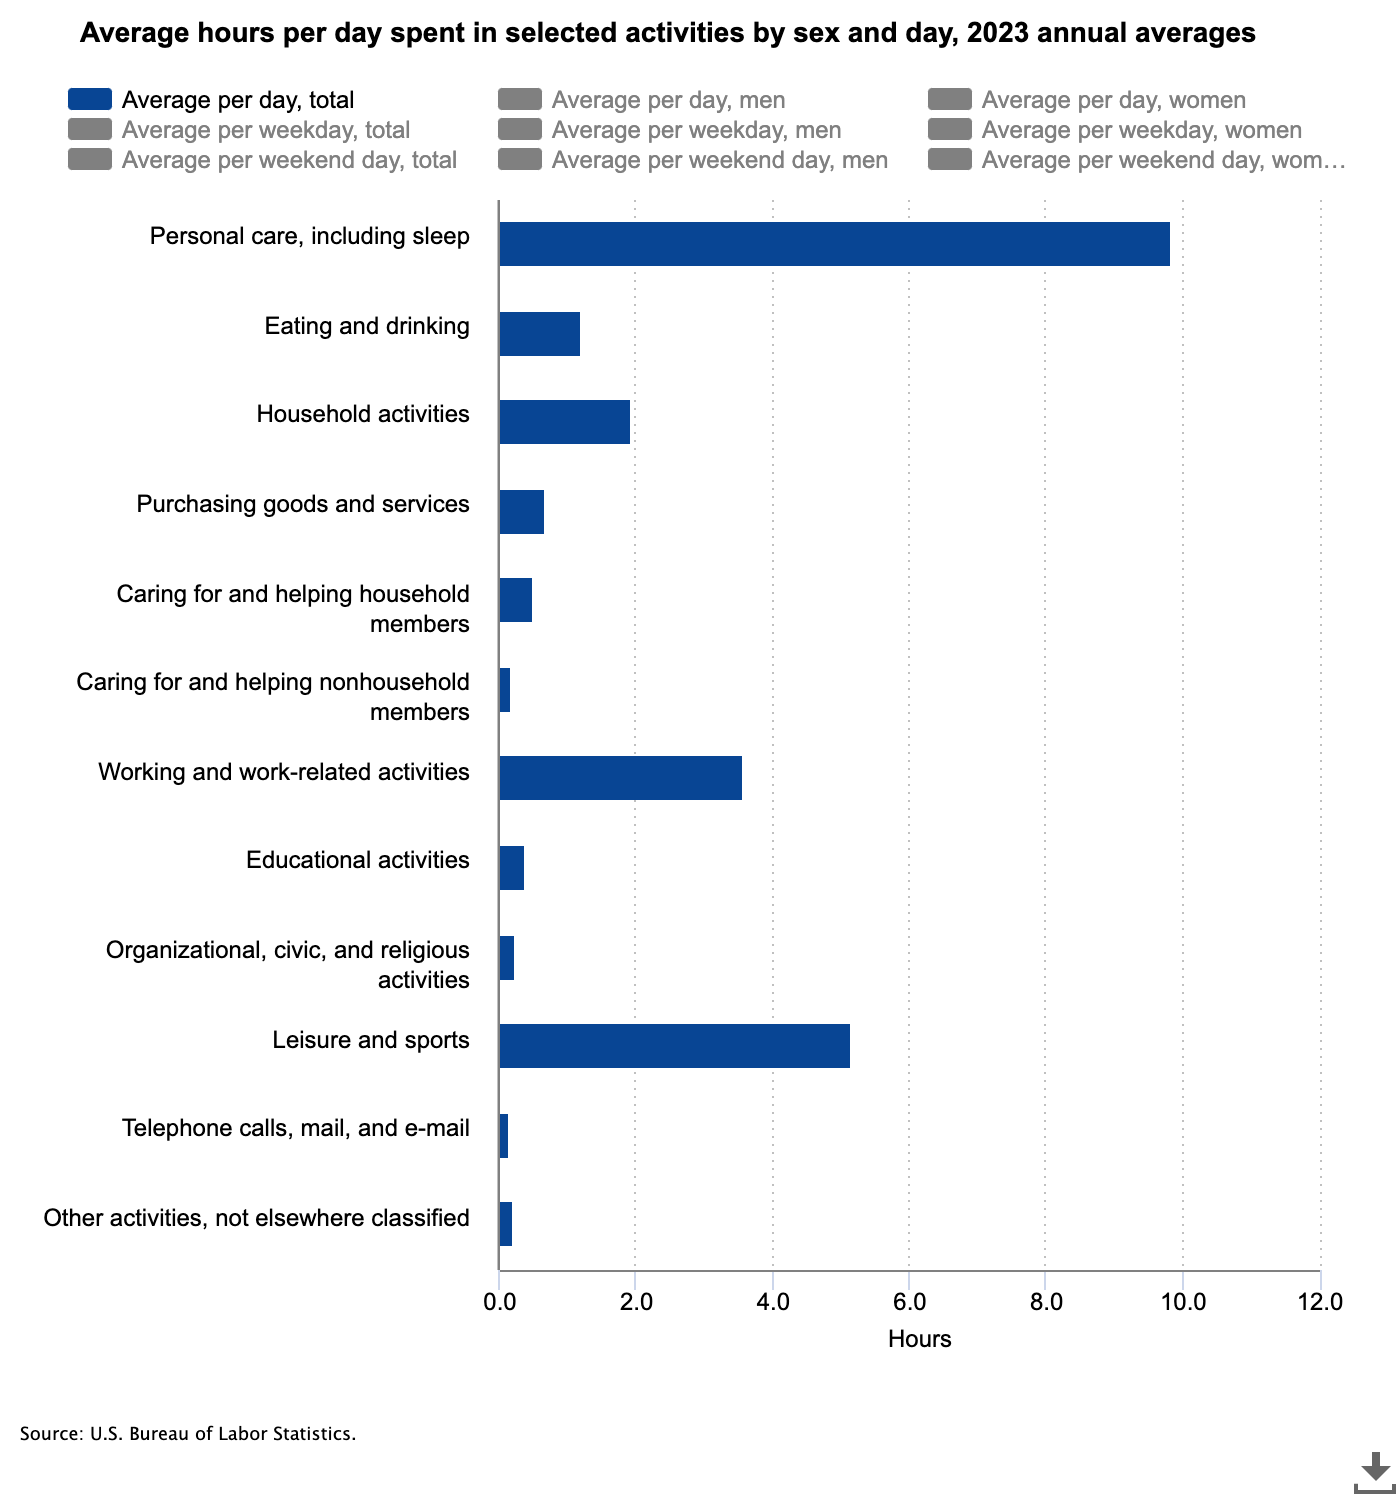 Average hours per day spent in selected activities by sex and day, 2023 annual averages
Average per day, total
Average per day, men
Average per day, women
Average per weekday, total
Average per weekday, men
Average per weekday, women
Average per weekend day, total
Average per weekend day, men
Average per weekend day, wom…
Personal care, including sleep
Eating and drinking
Household activities
Purchasing goods and services
Caring for and helping household
members
Caring for and helping nonhousehold
members
Working and work-related activities
Educational activities
Organizational, civic, and religious
activities
Leisure and sports
Telephone calls, mail, and e-mail
Other activities, not elsewhere classified
0.0 2.0 4.0 6.0 8.0 10.0 12.0
Hours
Source: U.S. Bureau of Labor Statistics.